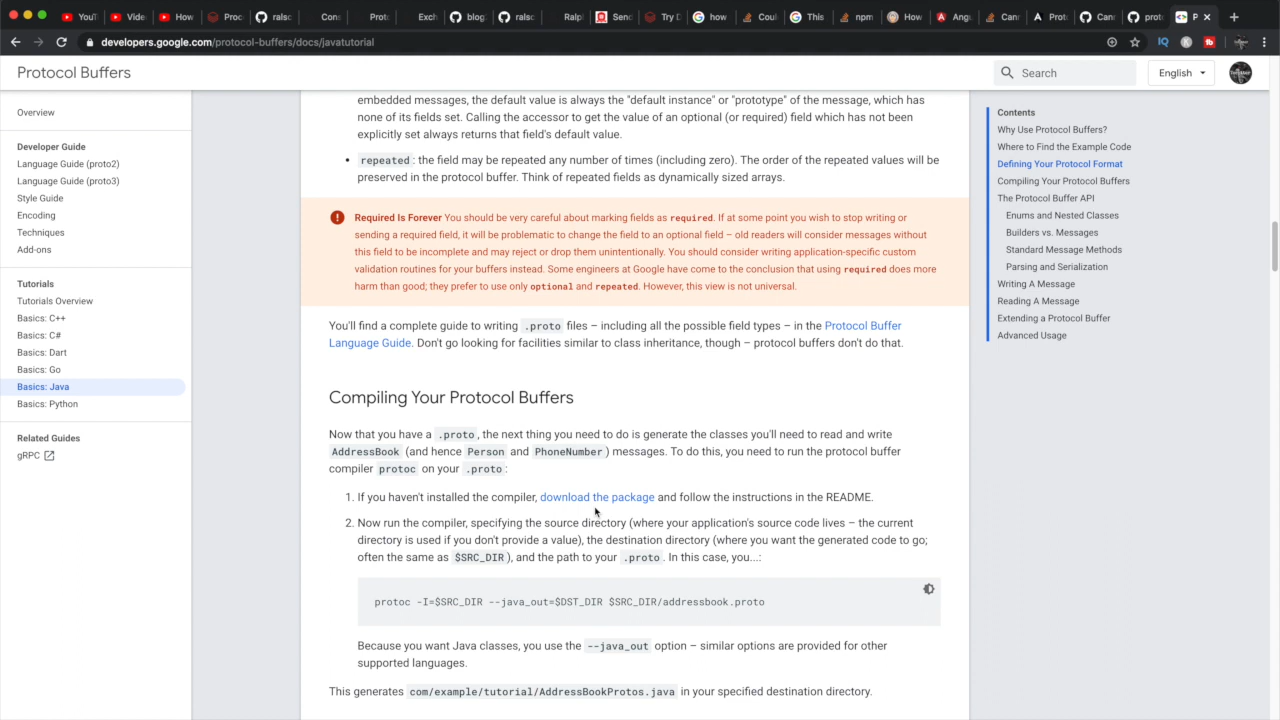 YouT
Vide
How
Proc
ralsc
Cons
Proto
Exch
blog
ralsc
Ralpl
Send
Try D
how
Coul
This
npm
How
Ang
Cann
Prot
Canr
proto
P
developers.google.com/protocol-buffers/docs/javatutorial
Protocol Buffers
Search
English
Overview
Developer Guide
Language Guide (proto2)
Language Guide (proto3)
Style Guide
Encoding
Techniques
Add-ons
Tutorials
Tutorials Overview
Basics: C++
Basics: C#
Basics: Dart
Basics: Go
Basics: Java
Basics: Python
Related Guides
gRPC
embedded messages, the default value is always the "default instance" or "prototype" of the message, which has
none of its fields set. Calling the accessor to get the value of an optional (or required) field which has not been
explicitly set always returns that field's default value.
• repeated: the field may be repeated any number of times (including zero). The order of the repeated values will be
preserved in the protocol buffer. Think of repeated fields as dynamically sized arrays.
Required Is Forever You should be very careful about marking fields as required. If at some point you wish to stop writing or
sending a required field, it will be problematic to change the field to an optional field – old readers will consider messages without
this field to be incomplete and may reject or drop them unintentionally. You should consider writing application-specific custom
validation routines for your buffers instead. Some engineers at Google have come to the conclusion that using required does more
harm than good; they prefer to use only optional and repeated. However, this view is not universal.
You'll find a complete guide to writing .proto files – including all the possible field types – in the Protocol Buffer
Language Guide. Don't go looking for facilities similar to class inheritance, though – protocol buffers don't do that.
Compiling Your Protocol Buffers
Now that you have a .proto, the next thing you need to do is generate the classes you'll need to read and write
AddressBook (and hence Person and PhoneNumber) messages. To do this, you need to run the protocol buffer
compiler protoc on your .proto:
1. If you haven't installed the compiler, download the package and follow the instructions in the README.
2. Now run the compiler, specifying the source directory (where your application's source code lives – the current
directory is used if you don't provide a value), the destination directory (where you want the generated code to go;
often the same as $SRC_DIR), and the path to your .proto. In this case, you...:
protoc -I=$SRC_DIR --java_out=$DST_DIR $SRC_DIR/addressbook.proto
Because you want Java classes, you use the --java_out option – similar options are provided for other
supported languages.
This generates com/example/tutorial/AddressBookProtos.java in your specified destination directory.
Contents
Why Use Protocol Buffers?
Where to Find the Example Code
Defining Your Protocol Format
Compiling Your Protocol Buffers
The Protocol Buffer API
Enums and Nested Classes
Builders vs. Messages
Standard Message Methods
Parsing and Serialization
Writing A Message
Reading A Message
Extending a Protocol Buffer
Advanced Usage